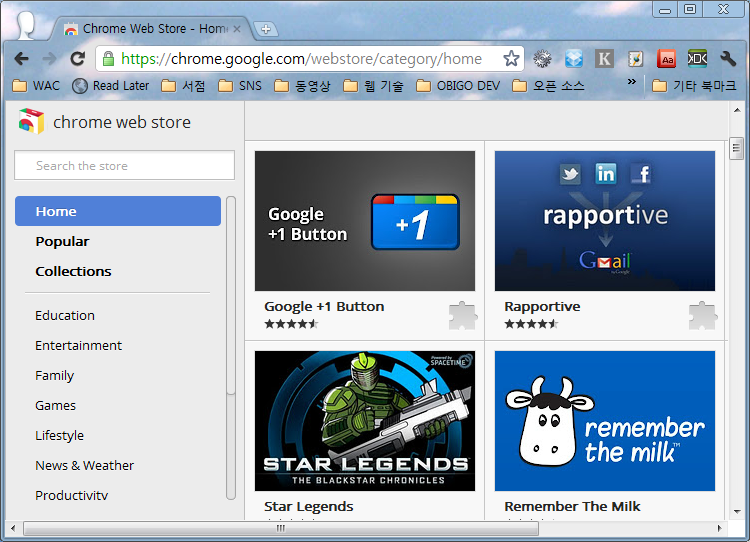 Chrome Web Store - Hom
https://chrome.google.com/webstore/category/home
WAC
Read Later
서점
SNS
동영상
웹 기술
OBIGO DEV
오픈 소스
»
기타 북마크
chrome web store
Search the store
Home
Popular
Collections
Education
Entertainment
Family
Games
Lifestyle
News & Weather
Productivity
Google
+1 Button
+1
Google +1 Button
in
f
rapportive
Gmail
by Google
Rapportive
Powered by
SPACETIME
STAR LEGENDS
THE BLACKSTAR CHRONICLES
Star Legends
remember
the milk™
Remember The Milk